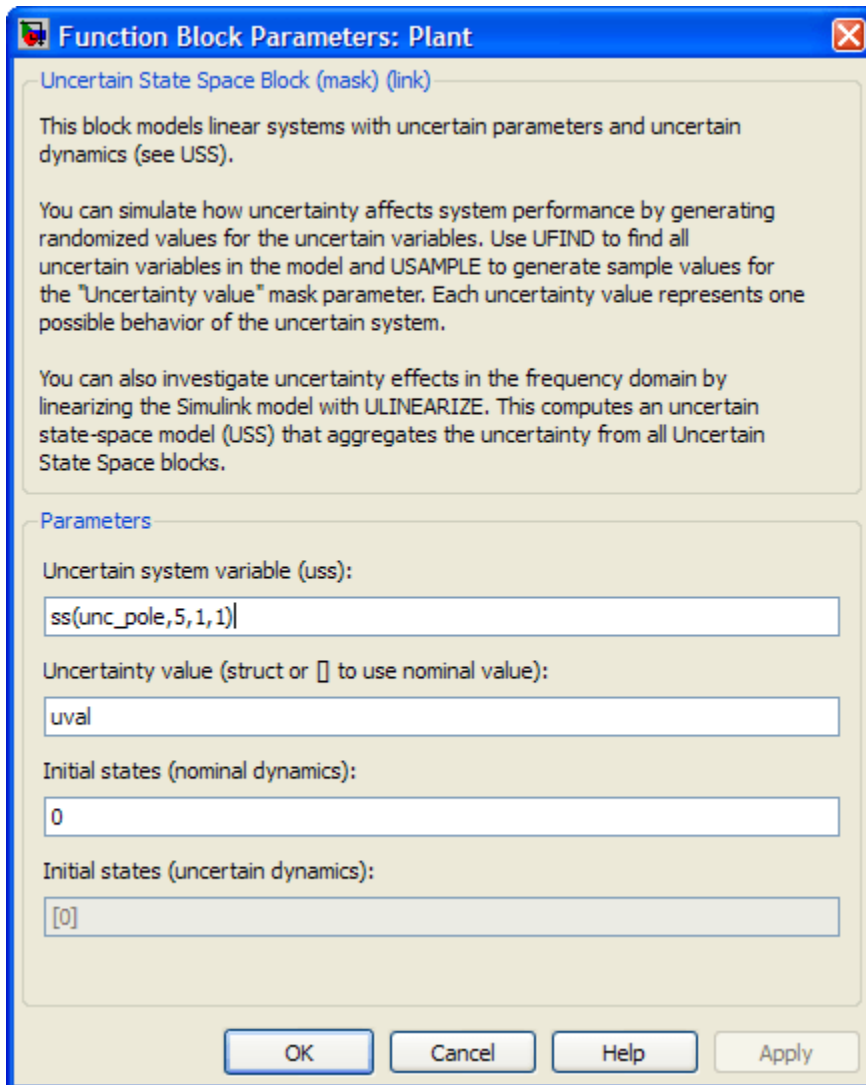 Function Block Parameters: Plant
Uncertain State Space Block (mask) (link)
This block models linear systems with uncertain parameters and uncertain
dynamics (see USS).
You can simulate how uncertainty affects system performance by generating
randomized values for the uncertain variables. Use UFIND to find all
uncertain variables in the model and USAMPLE to generate sample values for
the "Uncertainty value" mask parameter. Each uncertainty value represents one
possible behavior of the uncertain system.
You can also investigate uncertainty effects in the frequency domain by
linearizing the Simulink model with ULINEARIZE. This computes an uncertain
state-space model (USS) that aggregates the uncertainty from all Uncertain
State Space blocks.
Parameters
Uncertain system variable (uss):
ss(unc_pole,5,1,1)
Uncertainty value (struct or [] to use nominal value):
uval
Initial states (nominal dynamics):
0
Initial states (uncertain dynamics):
[0]
OK Cancel Help Apply